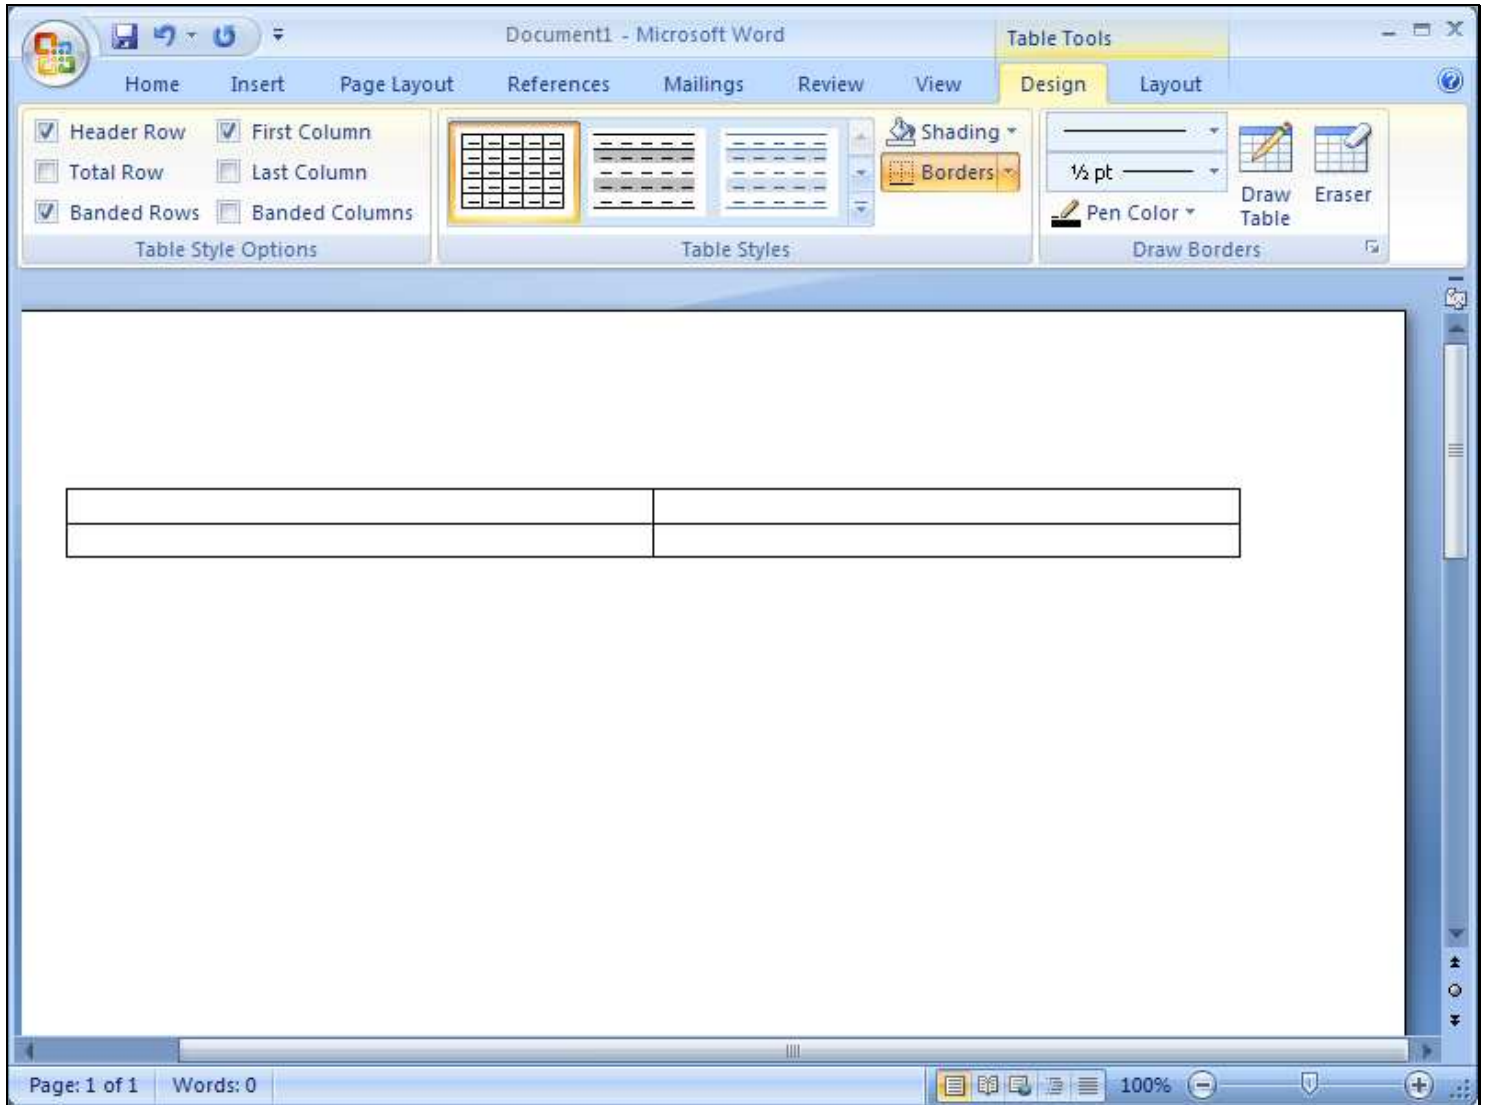 Document1 - Microsoft Word
Table Tools
Home Insert Page Layout References Mailings Review View Design Layout
Header Row First Column
Total Row Last Column
Banded Rows Banded Columns
Table Style Options
Shading
Borders
Table Styles
½ pt
Pen Color
Draw Table
Eraser
Draw Borders
Page: 1 of 1 Words: 0 100%